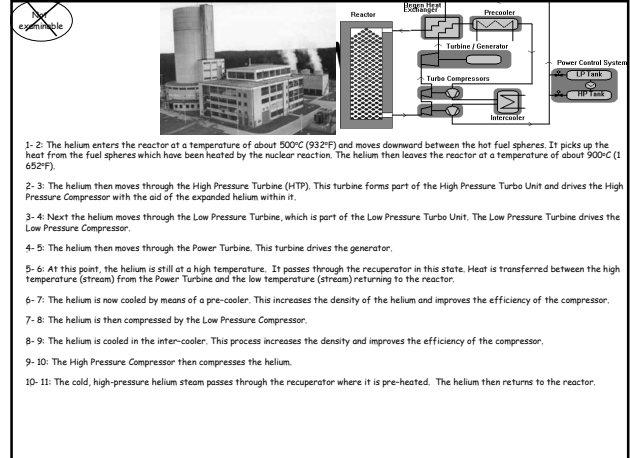 Not
examinable
Reactor
Regen Heat
Exchanger
Precooler
Turbine / Generator
Turbo Compressors
Intercooler
Power Control System
LP Tank
HP Tank
1- 2: The helium enters the reactor at a temperature of about 500ºC (932ºF) and moves downward between the hot fuel spheres. It picks up the
heat from the fuel spheres which have been heated by the nuclear reaction. The helium then leaves the reactor at a temperature of about 900ºC (1
652ºF).
2- 3: The helium then moves through the High Pressure Turbine (HTP). This turbine forms part of the High Pressure Turbo Unit and drives the High
Pressure Compressor with the aid of the expanded helium within it.
3- 4: Next the helium moves through the Low Pressure Turbine, which is part of the Low Pressure Turbo Unit. The Low Pressure Turbine drives the
Low Pressure Compressor.
4- 5: The helium then moves through the Power Turbine. This turbine drives the generator.
5- 6: At this point, the helium is still at a high temperature. It passes through the recuperator in this state. Heat is transferred between the high
temperature (stream) from the Power Turbine and the low temperature (stream) returning to the reactor.
6- 7: The helium is now cooled by means of a pre-cooler. This increases the density of the helium and improves the efficiency of the compressor.
7- 8: The helium is then compressed by the Low Pressure Compressor.
8- 9: The helium is cooled in the inter-cooler. This process increases the density and improves the efficiency of the compressor.
9- 10: The High Pressure Compressor then compresses the helium.
10- 11: The cold, high-pressure helium steam passes through the recuperator where it is pre-heated. The helium then returns to the reactor.